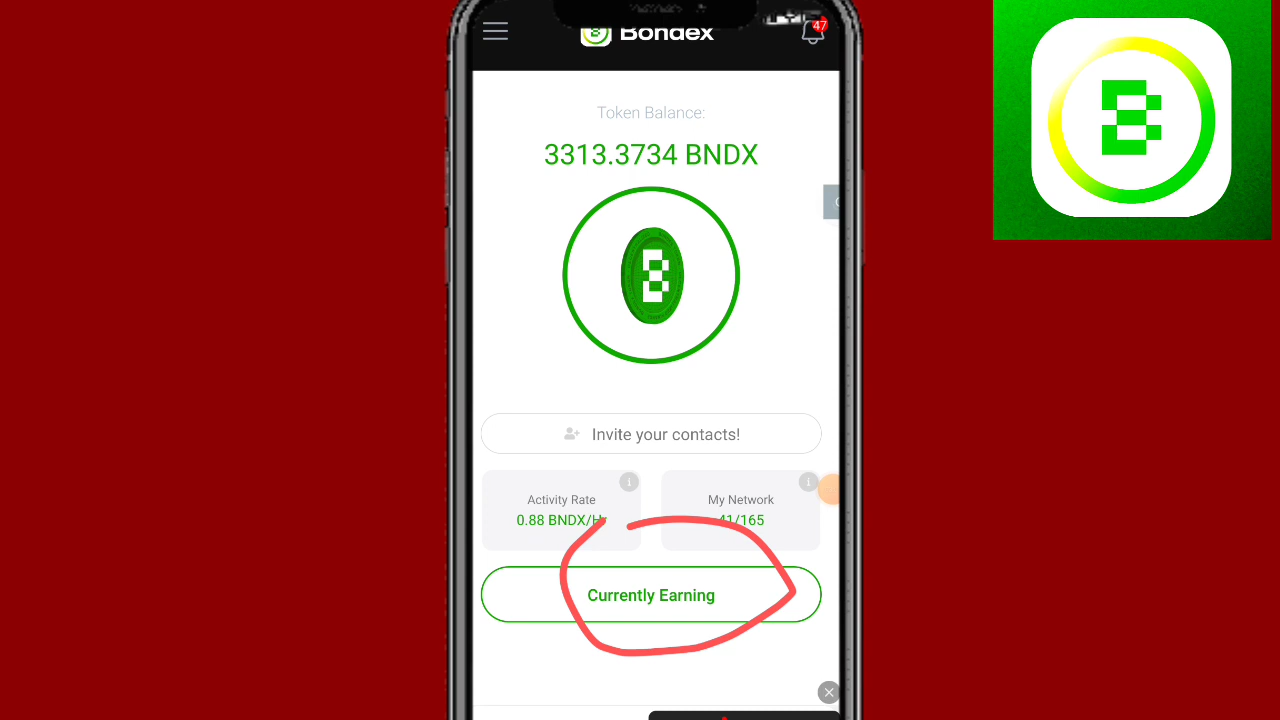 Bondex
47
Token Balance:
3313.3734 BNDX
Invite your contacts!
Activity Rate
0.88 BNDX/Hr
My Network
41/165
Currently Earning